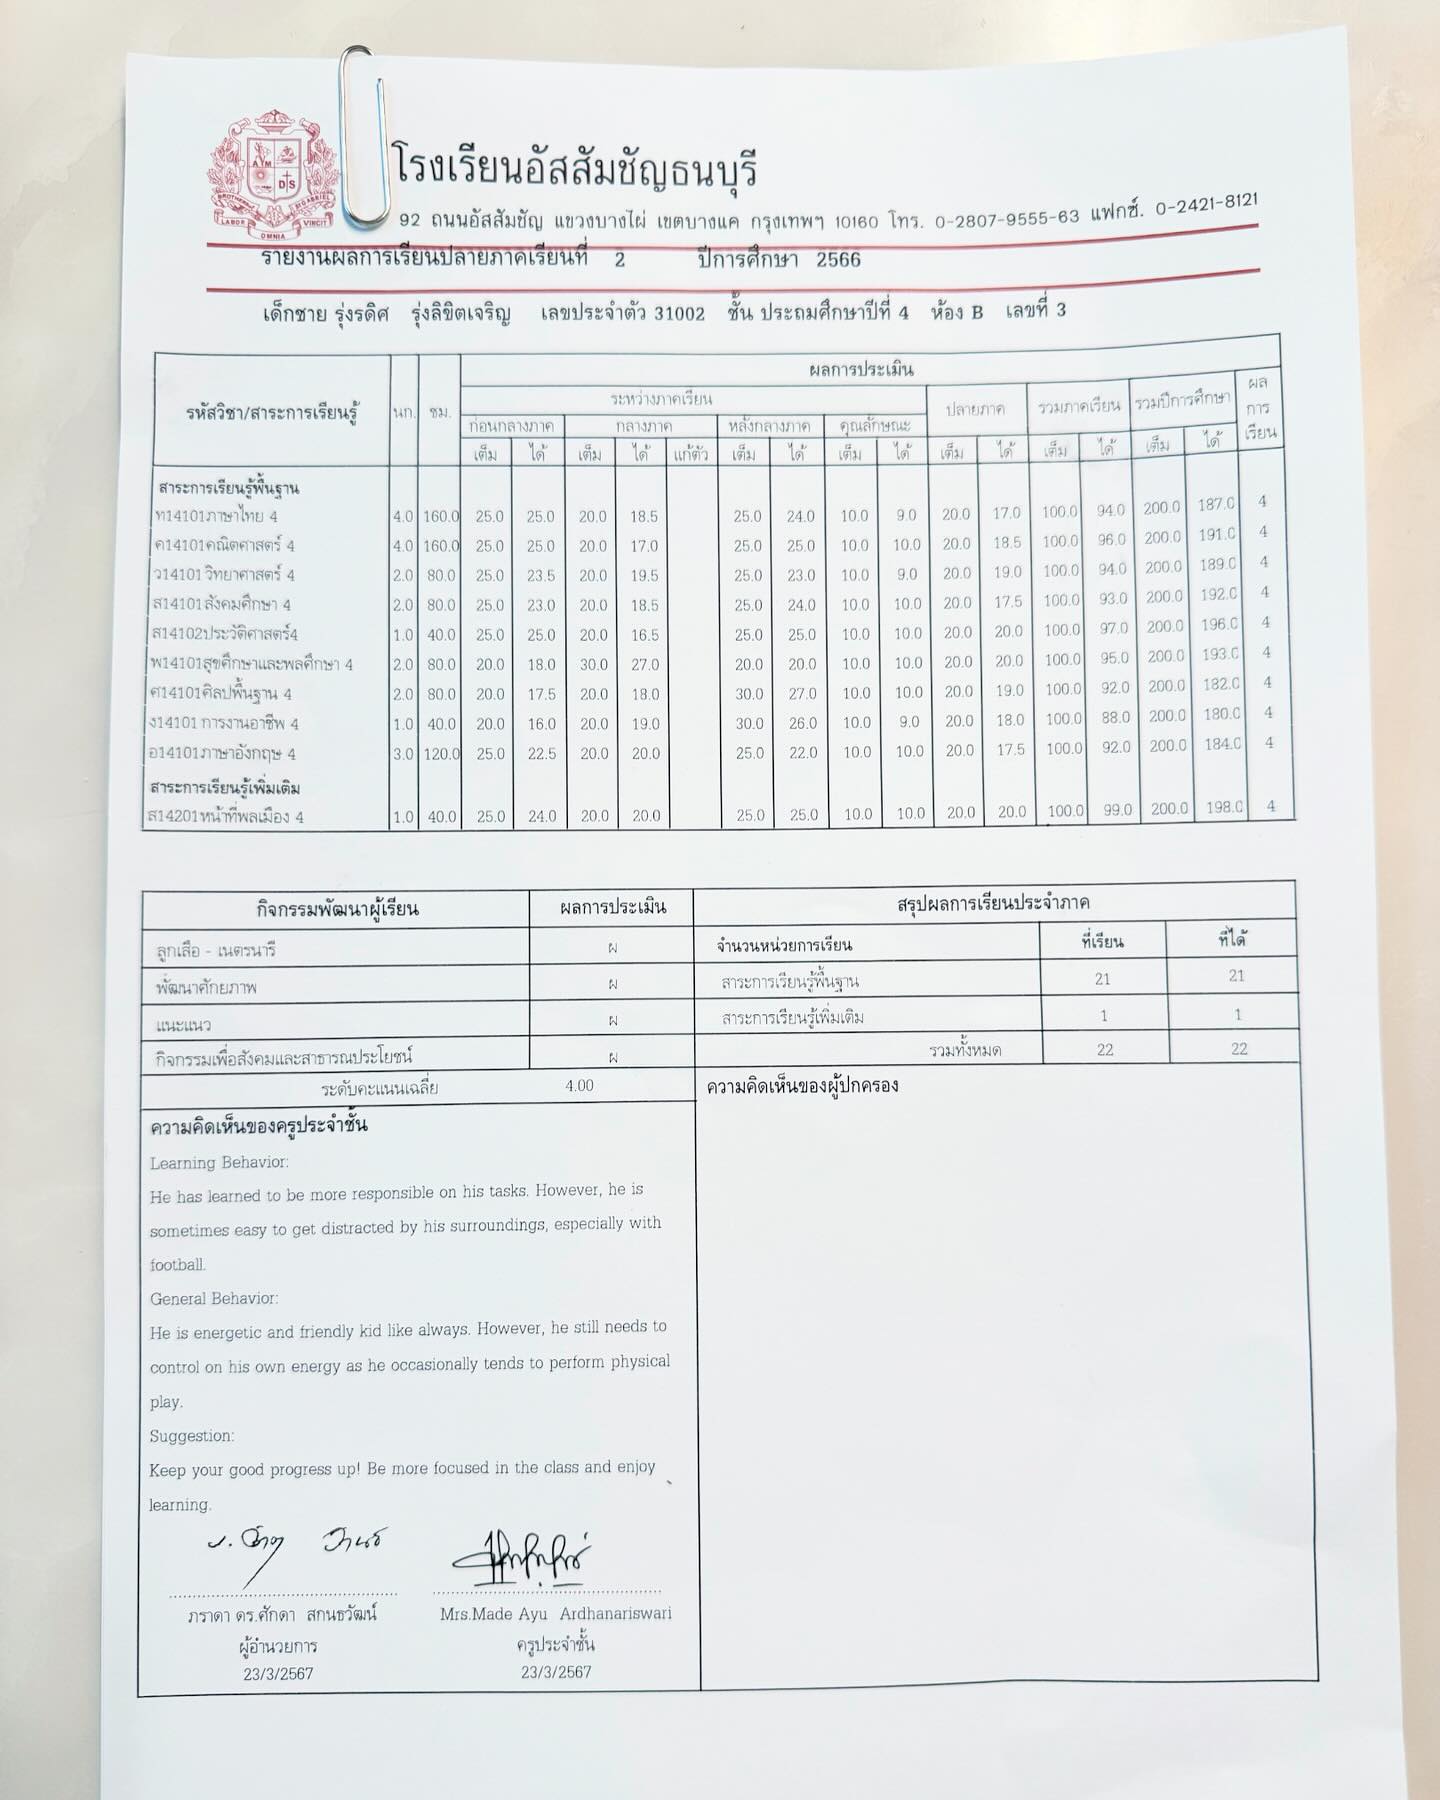 A M
D S
BROTHERS
ST GABRIEL
LABOR OMNIA VINCIT
โรงเรียนอัสสัมชัญธนบุรี
92 ถนนอัสสัมชัญ แขวงบางไผ่ เขตบางแค กรุงเทพฯ 10160 โทร. 0-2807-9555-63 แฟกซ์. 0-2421-8121
รายงานผลการเรียนปลายภาคเรียนที่ 2 ปีการศึกษา 2566
เด็กชาย รุ่งรดิศ รุ่งลิขิตเจริญ เลขประจำตัว 31002 ชั้น ประถมศึกษาปีที่ 4 ห้อง B เลขที่ 3
รหัสวิชา/สาระการเรียนรู้ นก. ชม. ผลการประเมิน ผลการเรียน
ระหว่างภาคเรียน ปลายภาค รวมภาคเรียน รวมปีการศึกษา
ก่อนกลางภาค กลางภาค หลังกลางภาค คุณลักษณะ
เต็ม ได้ เต็ม ได้ แก้ตัว เต็ม ได้ เต็ม ได้ เต็ม ได้ เต็ม ได้ เต็ม ได้
สาระการเรียนรู้พื้นฐาน
ท14101ภาษาไทย 4 4.0 160.0 25.0 25.0 20.0 18.5 25.0 24.0 10.0 9.0 20.0 17.0 100.0 94.0 200.0 187.0 4
ค14101คณิตศาสตร์ 4 4.0 160.0 25.0 25.0 20.0 17.0 25.0 25.0 10.0 10.0 20.0 18.5 100.0 96.0 200.0 191.0 4
ว14101วิทยาศาสตร์ 4 2.0 80.0 25.0 23.5 20.0 19.5 25.0 23.0 10.0 9.0 20.0 19.0 100.0 94.0 200.0 189.0 4
ส14101สังคมศึกษา 4 2.0 80.0 25.0 23.0 20.0 18.5 25.0 24.0 10.0 10.0 20.0 17.5 100.0 93.0 200.0 192.0 4
ส14102ประวัติศาสตร์4 1.0 40.0 25.0 25.0 20.0 16.5 25.0 25.0 10.0 10.0 20.0 20.0 100.0 97.0 200.0 196.0 4
พ14101สุขศึกษาและพลศึกษา 4 2.0 80.0 20.0 18.0 30.0 27.0 20.0 20.0 10.0 10.0 20.0 20.0 100.0 95.0 200.0 193.0 4
ศ14101ศิลปพื้นฐาน 4 2.0 80.0 20.0 17.5 20.0 18.0 30.0 27.0 10.0 10.0 20.0 19.0 100.0 92.0 200.0 182.0 4
ง14101 การงานอาชีพ 4 1.0 40.0 20.0 16.0 20.0 19.0 30.0 26.0 10.0 9.0 20.0 18.0 100.0 88.0 200.0 180.0 4
อ14101ภาษาอังกฤษ 4 3.0 120.0 25.0 22.5 20.0 20.0 25.0 22.0 10.0 10.0 20.0 17.5 100.0 92.0 200.0 184.0 4
สาระการเรียนรู้เพิ่มเติม
ส14201หน้าที่พลเมือง 4 1.0 40.0 25.0 24.0 20.0 20.0 25.0 25.0 10.0 10.0 20.0 20.0 100.0 99.0 200.0 198.0 4
กิจกรรมพัฒนาผู้เรียน ผลการประเมิน สรุปผลการเรียนประจำภาค
ลูกเสือ - เนตรนารี ผ จำนวนหน่วยการเรียน ที่เรียน ที่ได้
พัฒนาศักยภาพ ผ สาระการเรียนรู้พื้นฐาน 21 21
แนะแนว ผ สาระการเรียนรู้เพิ่มเติม 1 1
กิจกรรมเพื่อสังคมและสาธารณประโยชน์ ผ รวมทั้งหมด 22 22
ระดับคะแนนเฉลี่ย 4.00 ความคิดเห็นของผู้ปกครอง
ความคิดเห็นของครูประจำชั้น
Learning Behavior:
He has learned to be more responsible on his tasks. However, he is
sometimes easy to get distracted by his surroundings, especially with
football.
General Behavior:
He is energetic and friendly kid like always. However, he still needs to
control on his own energy as he occasionally tends to perform physical
play.
Suggestion:
Keep your good progress up! Be more focused in the class and enjoy
learning.
ภราดา ดร.ศักดา สกนธวัฒน์ Mrs.Made Ayu Ardhanariswari
ผู้อำนวยการ ครูประจำชั้น
23/3/2567 23/3/2567